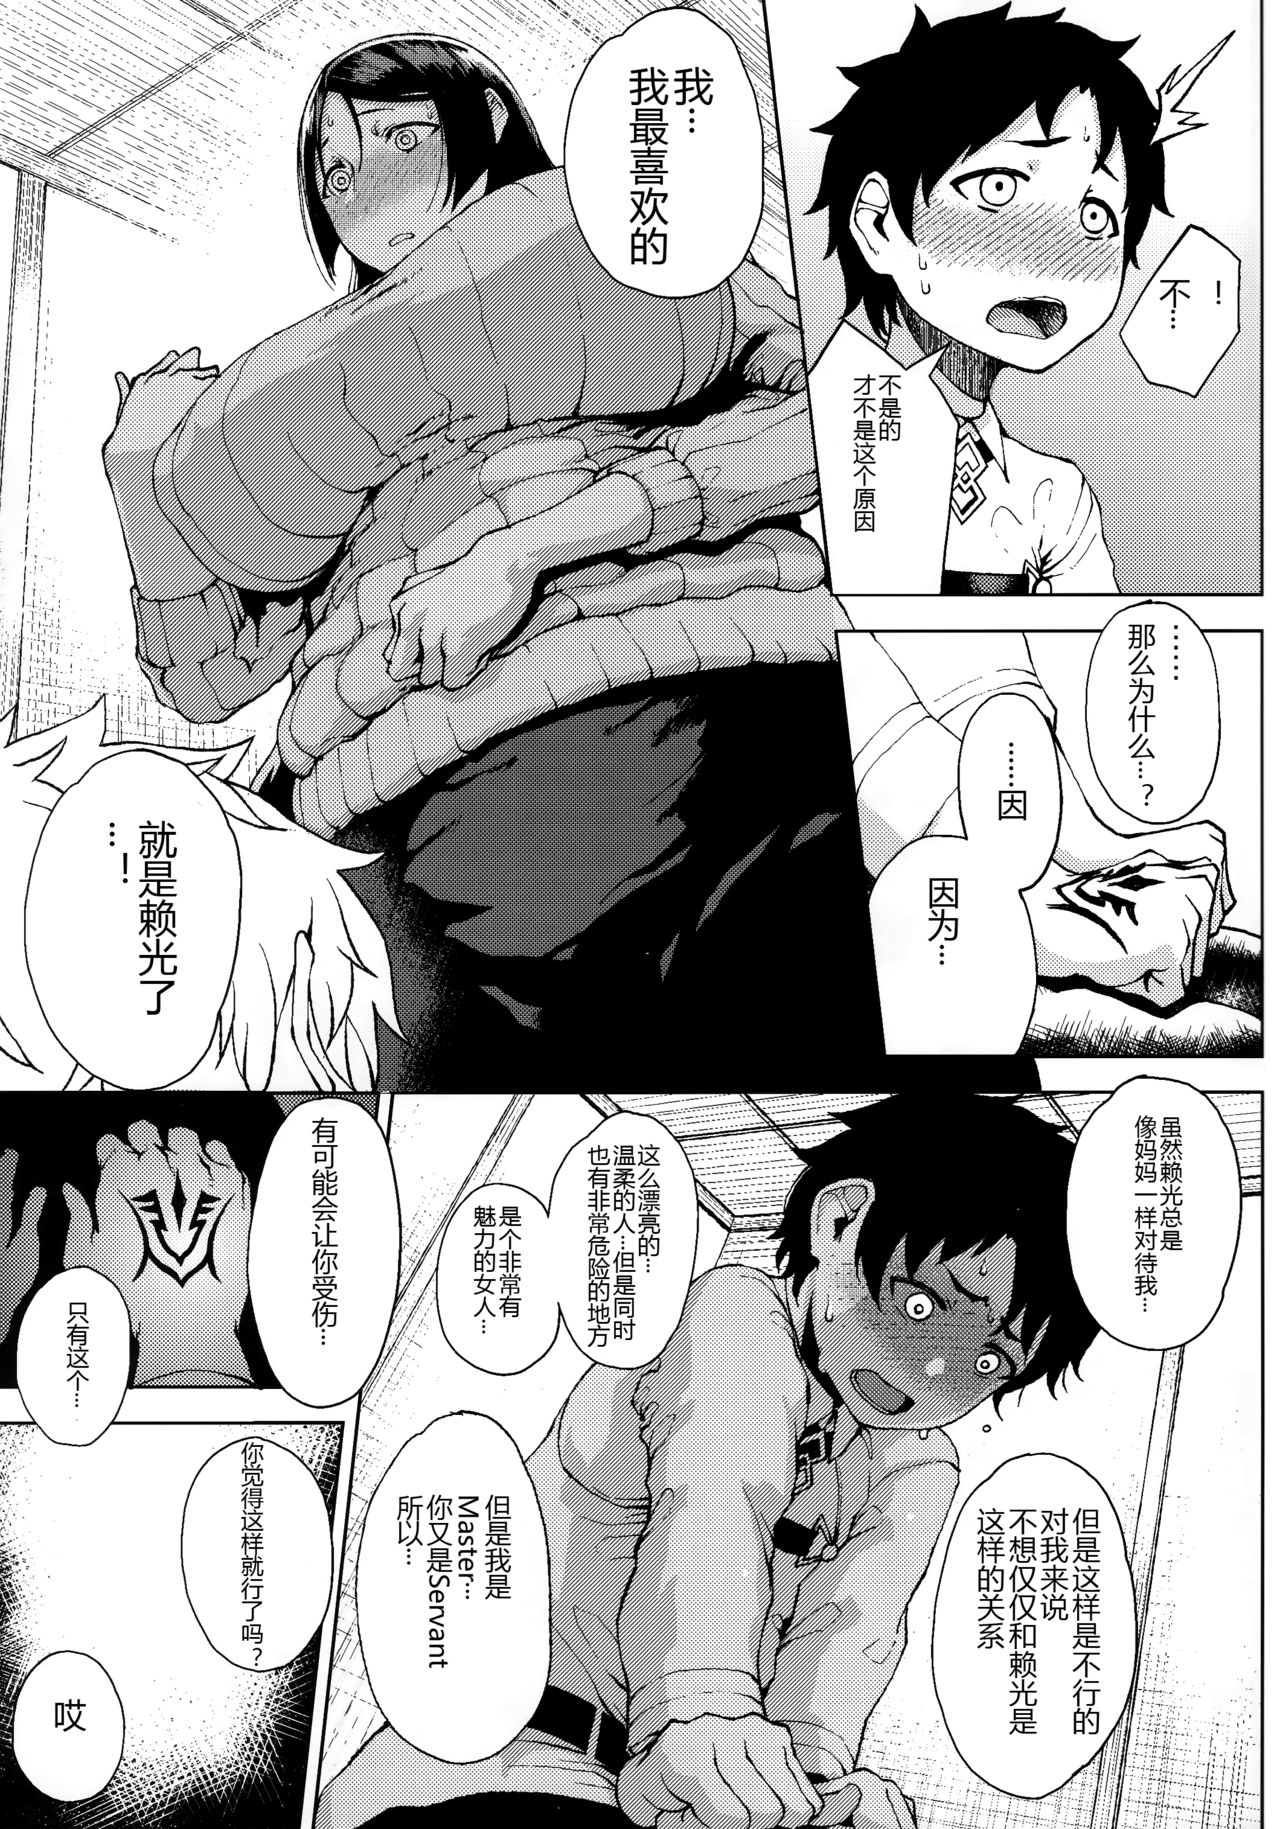 不…
！
不是的
才不是这个原因
……
那么为什么…?
……因
因为…
我…
我最喜欢的
就是赖光了
…！
虽然赖光总是
像妈妈一样对待我…
但是这样是不行的
对我来说
不想仅仅和赖光是
这样的关系
这么漂亮的…
温柔的人…但是同时
也有非常危险的地方
是个非常有
魅力的女人…
但是我是
Master…
你又是Servant
所以…
有可能会让你受伤…
只有这个…
你觉得这样就行了吗?
哎